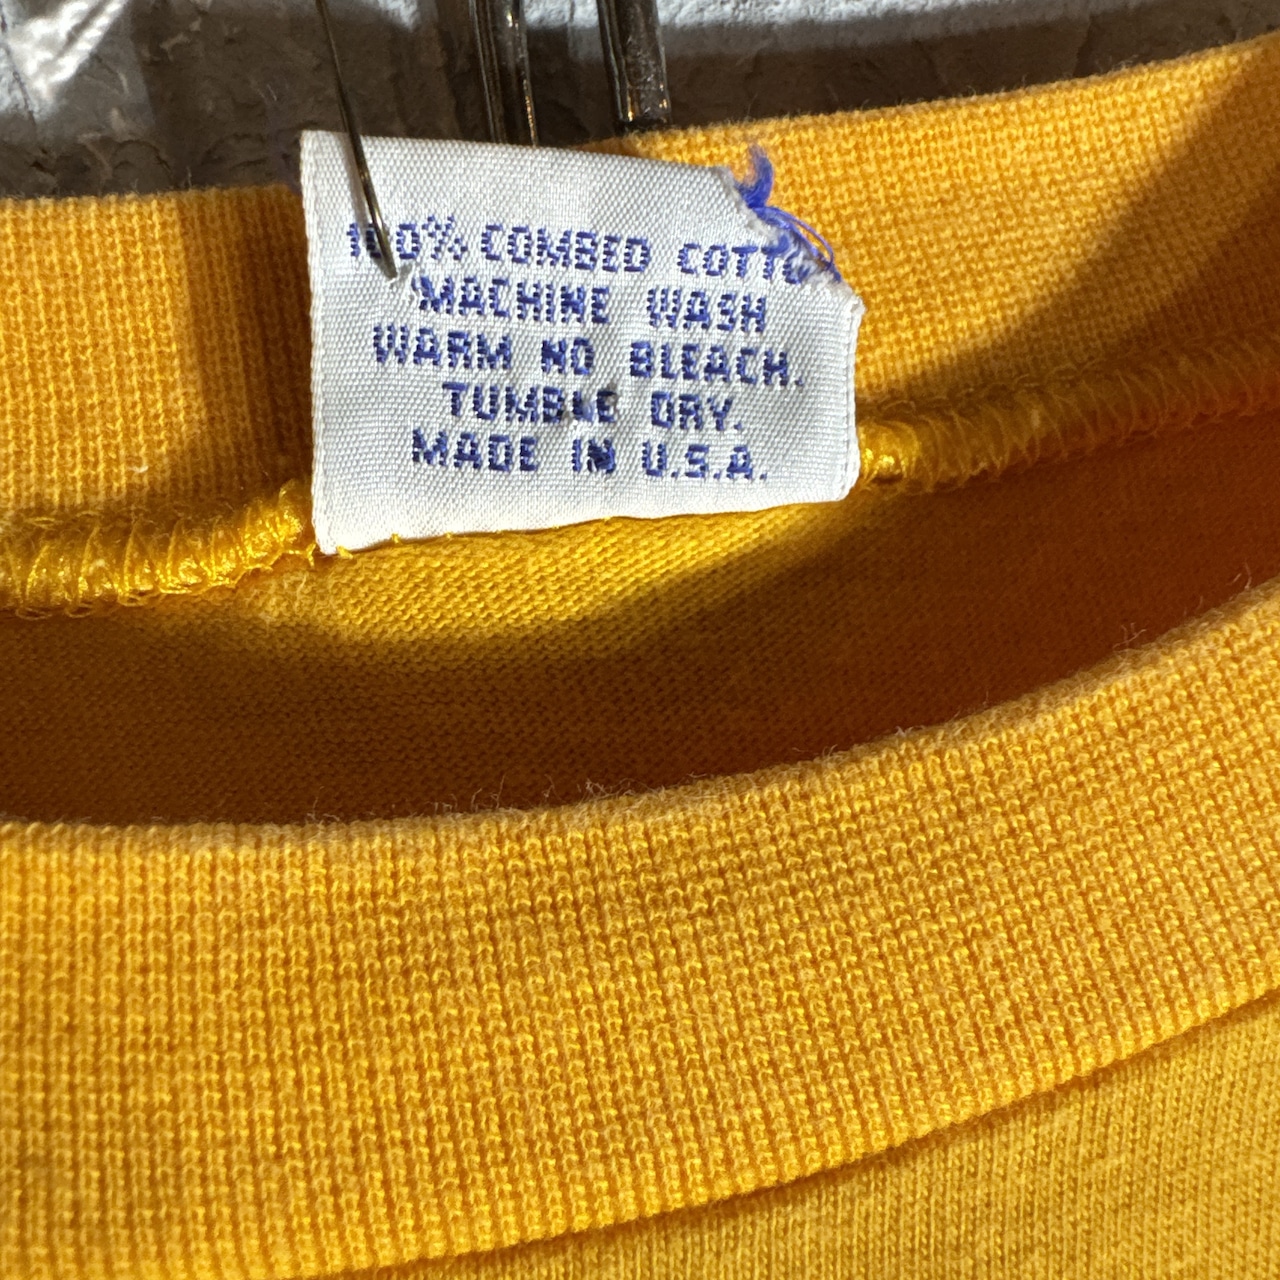 100% COMBED COTTO
MACHINE WASH
WARM NO BLEACH.
TUMBLE DRY.
MADE IN U.S.A.